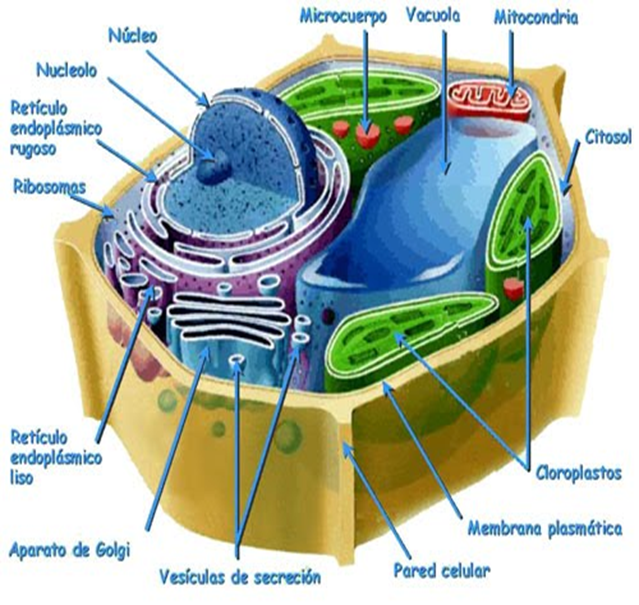 Microcuerpo
Vacuola
Mitocondria
Núcleo
Nucleolo
Retículo
endoplásmico
rugoso
Citosol
Ribosomas
Retículo
endoplásmico
liso
Cloroplastos
Membrana plasmática
Aparato de Golgi
Vesículas de secreción
Pared celular